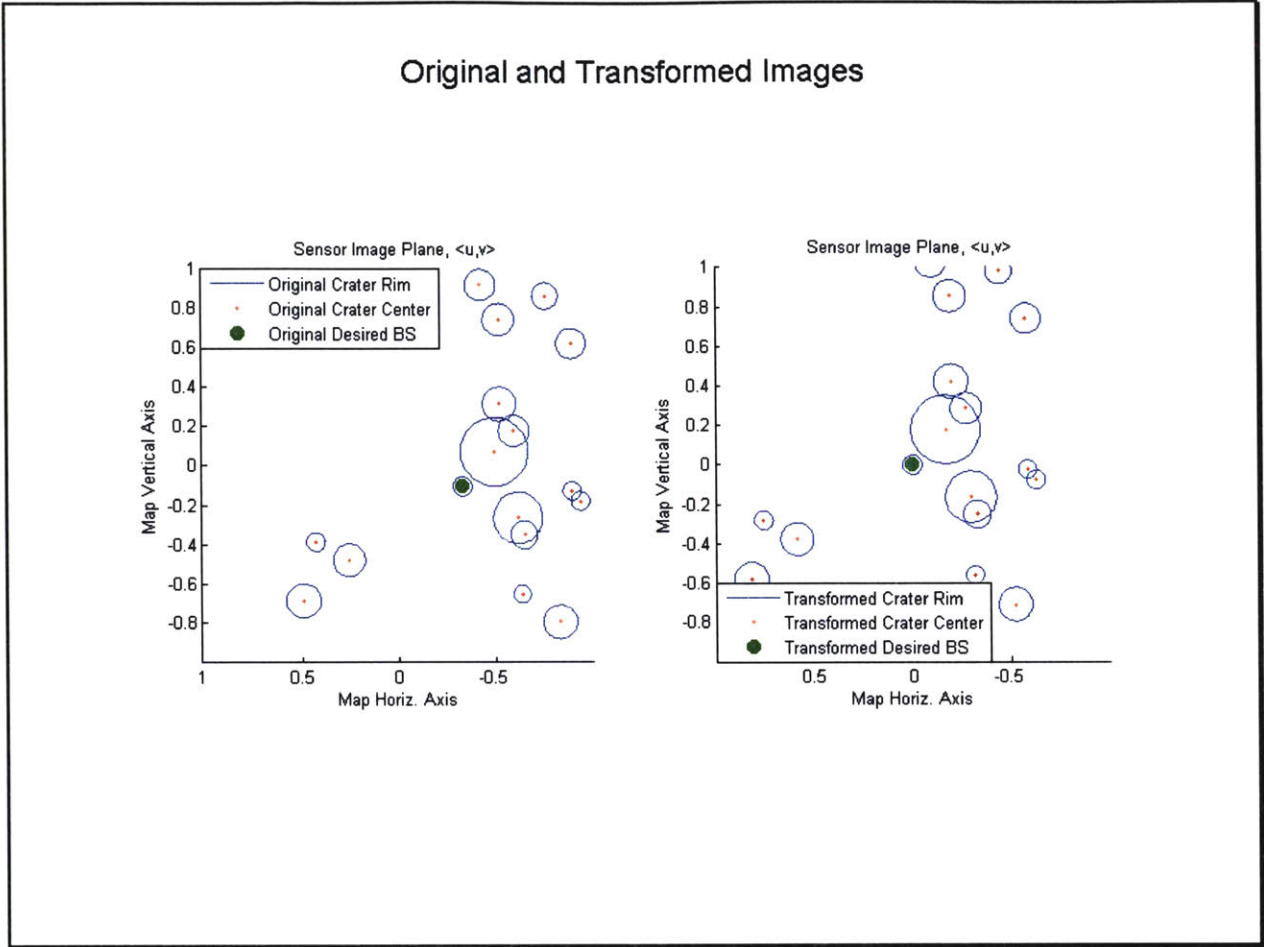 Original and Transformed Images
Sensor Image Plane, <u,v>
Original Crater Rim
Original Crater Center
Original Desired BS
1
0.8
0.6
0.4
0.2
0
-0.2
-0.4
-0.6
-0.8
Map Vertical Axis
1
0.5
0
-0.5
Map Horiz. Axis
Sensor Image Plane, <u,v>
1
0.8
0.6
0.4
0.2
0
-0.2
-0.4
-0.6
-0.8
Map Vertical Axis
Transformed Crater Rim
Transformed Crater Center
Transformed Desired BS
0.5
0
-0.5
Map Horiz. Axis